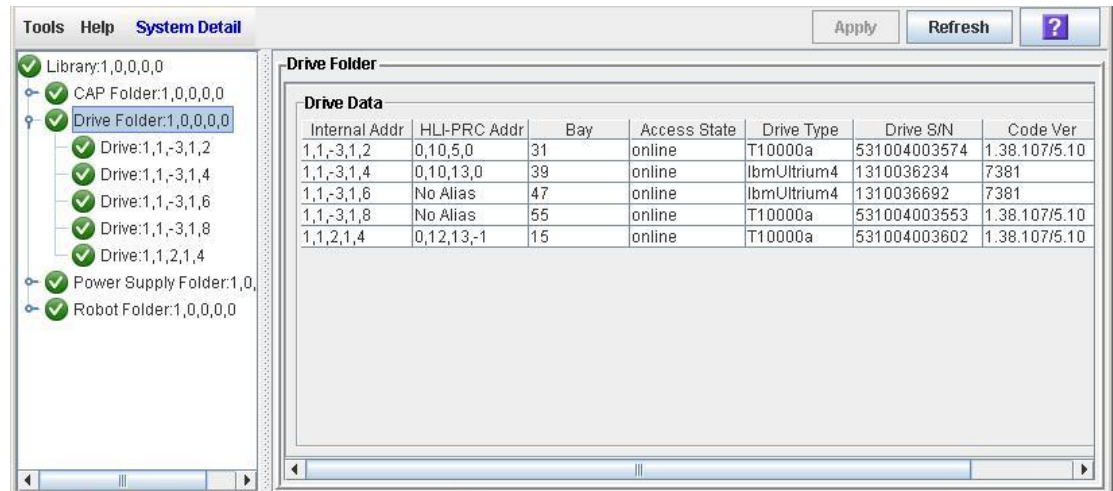 Tools Help System Detail Apply Refresh ?
Library:1,0,0,0,0
CAP Folder:1,0,0,0,0
Drive Folder:1,0,0,0,0
Drive:1,1,-3,1,2
Drive:1,1,-3,1,4
Drive:1,1,-3,1,6
Drive:1,1,-3,1,8
Drive:1,1,2,1,4
Power Supply Folder:1,0,
Robot Folder:1,0,0,0,0
Drive Folder
Drive Data
Internal Addr HLI-PRC Addr Bay Access State Drive Type Drive S/N Code Ver
1,1,-3,1,2 0,10,5,0 31 online T10000a 531004003574 1.38.107/5.10
1,1,-3,1,4 0,10,13,0 39 online IbmUltrium4 1310036234 7381
1,1,-3,1,6 No Alias 47 online IbmUltrium4 1310036692 7381
1,1,-3,1,8 No Alias 55 online T10000a 531004003553 1.38.107/5.10
1,1,2,1,4 0,12,13,-1 15 online T10000a 531004003602 1.38.107/5.10